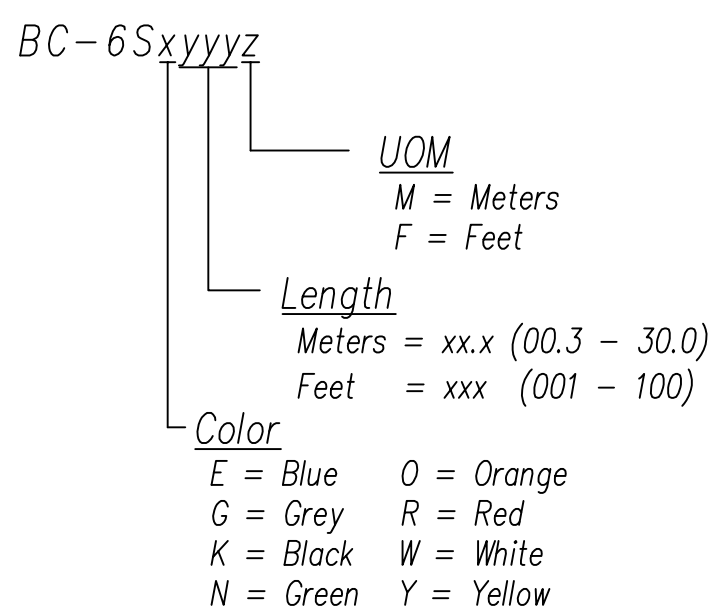 BC-6Sxyyyz
UOM
M = Meters
F = Feet
Length
Meters = xx.x (00.3 - 30.0)
Feet = xxx (001 - 100)
Color
E = Blue O = Orange
G = Grey R = Red
K = Black W = White
N = Green Y = Yellow